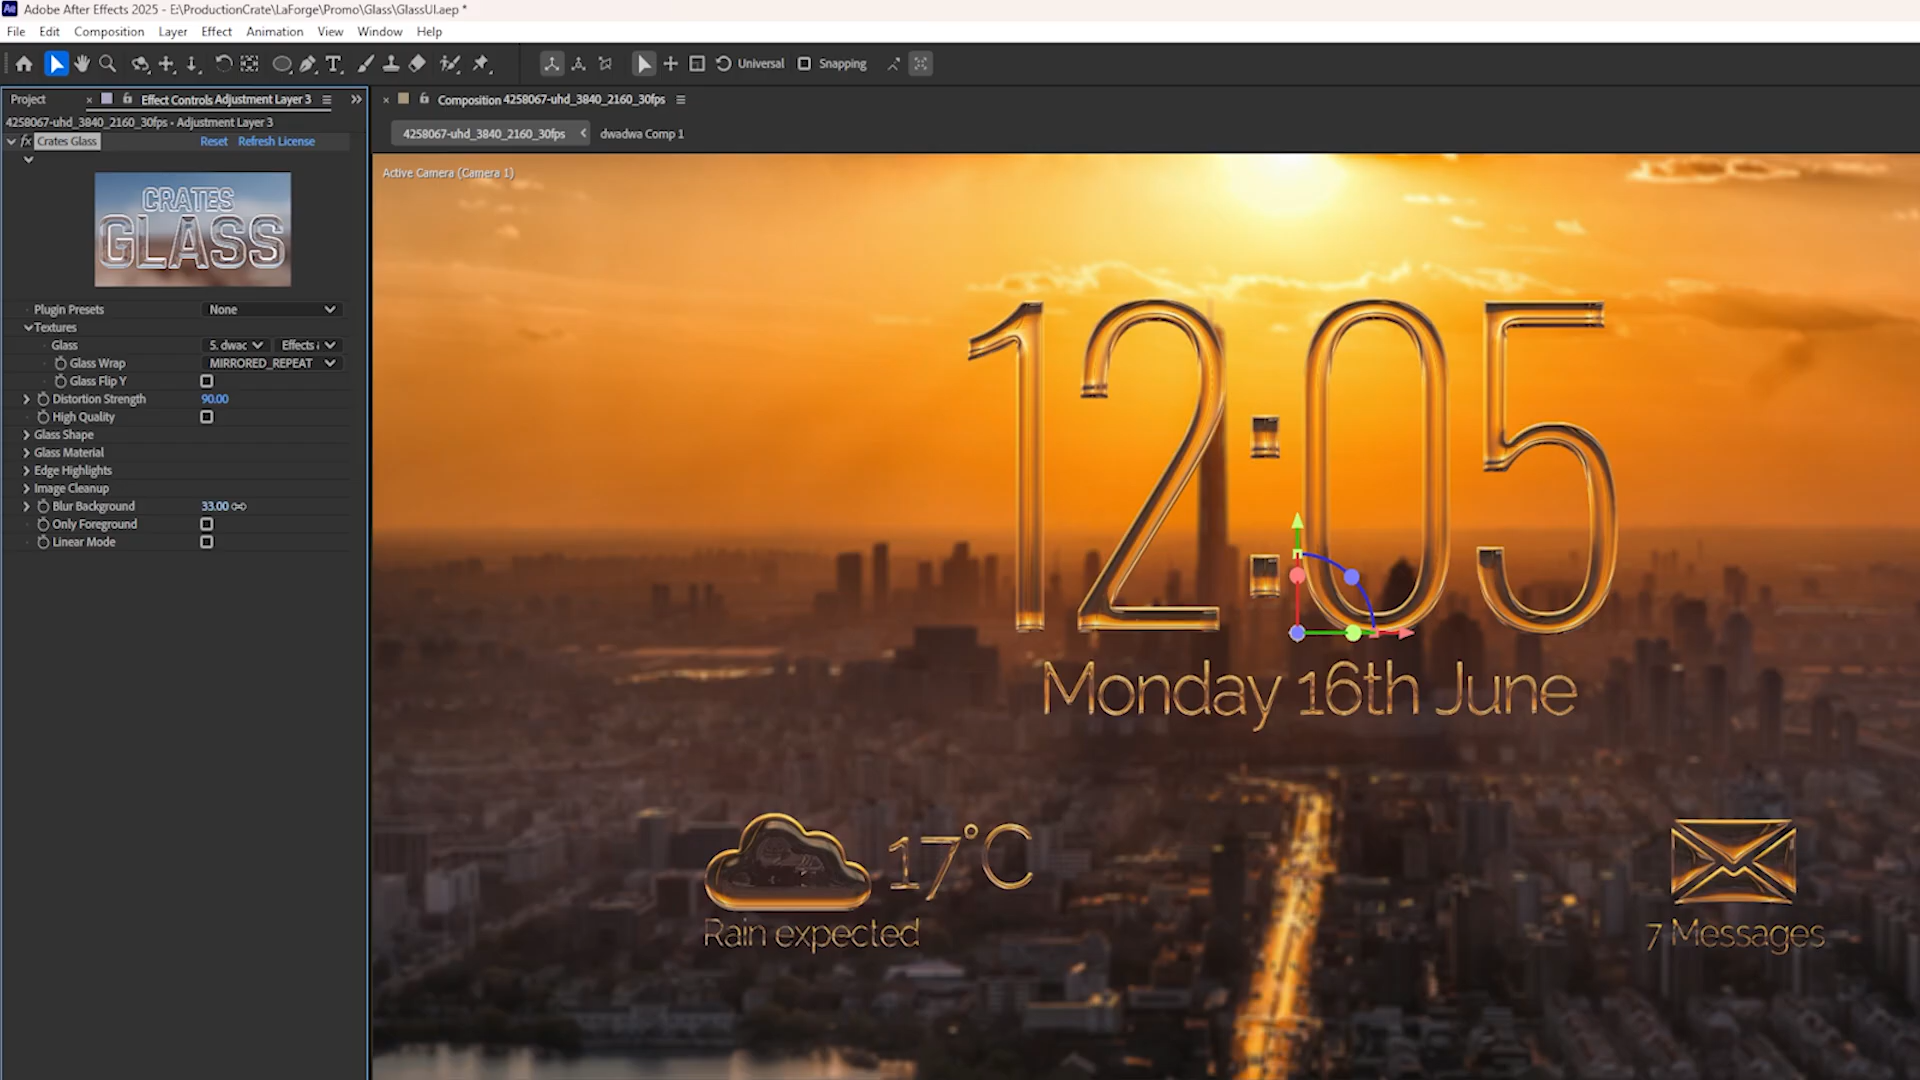 Adobe After Effects 2025 - E:\ProductionCrate\LaForge\Promo\Glass\GlassUI.aep *
File Edit Composition Layer Effect Animation View Window Help
Universal Snapping
Project Effect Controls Adjustment Layer 3
Composition 4258067-uhd_3840_2160_30fps
4258067-uhd_3840_2160_30fps • Adjustment Layer 3
4258067-uhd_3840_2160_30fps dwadwa Comp 1
fx Crates Glass Reset Refresh License
Active Camera (Camera 1)
CRATES
GLASS
Plugin Presets None
Textures
Glass 5. dwac Effects
Glass Wrap MIRRORED_REPEAT
Glass Flip Y
Distortion Strength 90.00
High Quality
Glass Shape
Glass Material
Edge Highlights
Image Cleanup
Blur Background 33.00
Only Foreground
Linear Mode
12:05
Monday 16th June
17°C
Rain expected
7 Messages